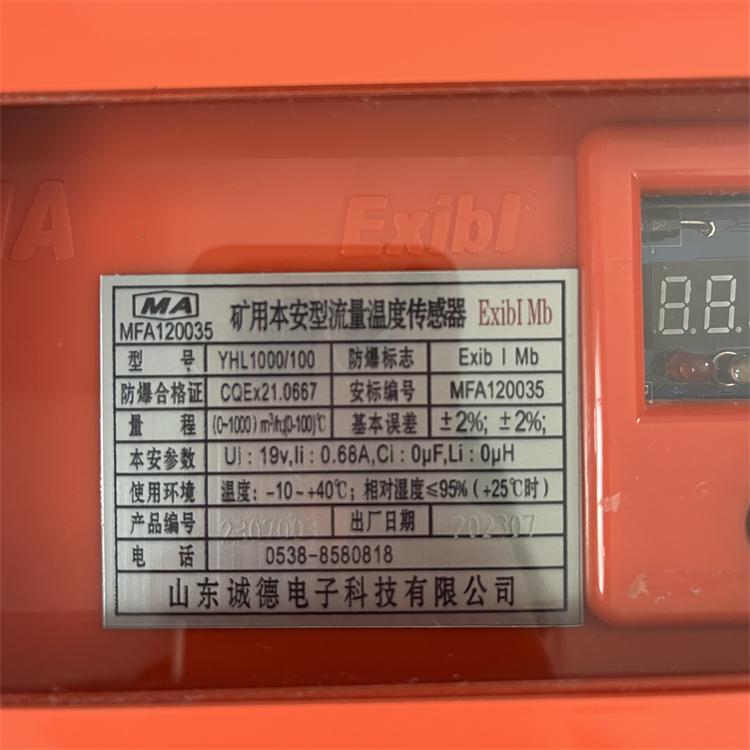 ExibI
MA
MFA120035
矿用本安型流量温度传感器 ExibI Mb
型 号 YHL1000/100 防爆标志 Exib I Mb
防爆合格证 CQEx21.0667 安标编号 MFA120035
量 程 (0-1000) m³/h;(0-100)℃ 基本误差 ±2%; ±2%;
本安参数 Ui: 19v,Ii: 0.68A,Ci: 0μF,Li: 0μH
使用环境 温度: -10~+40℃; 相对湿度≤95% (+25℃时)
产品编号 2307003 出厂日期 202307
电 话 0538-8580818
山东诚德电子科技有限公司